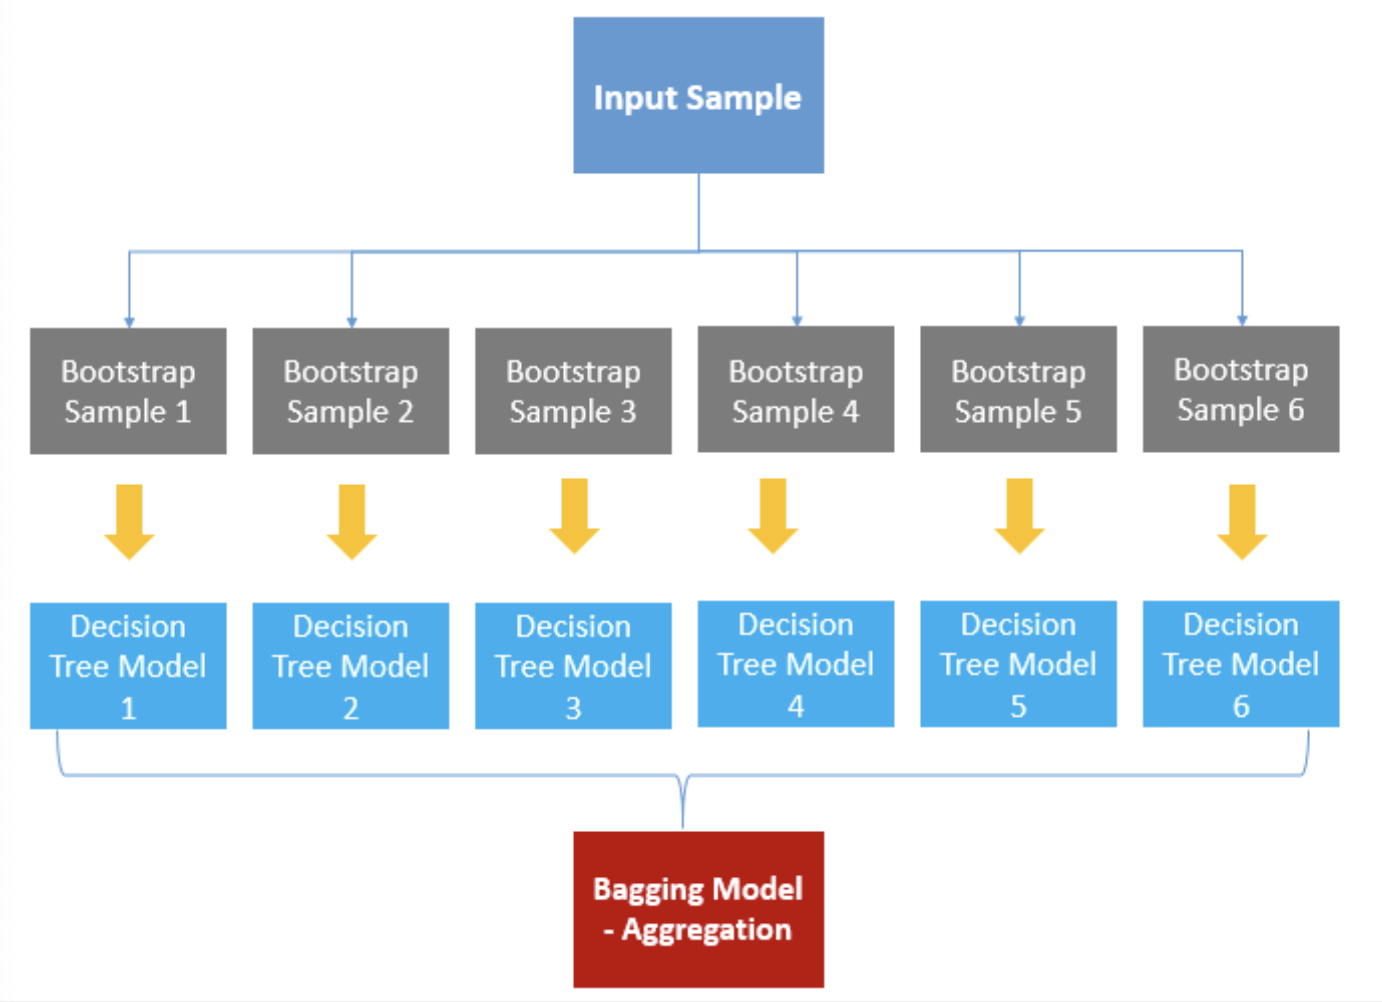 Input Sample
Bootstrap
Sample 1
Bootstrap
Sample 2
Bootstrap
Sample 3
Bootstrap
Sample 4
Bootstrap
Sample 5
Bootstrap
Sample 6
Decision
Tree Model
1
Decision
Tree Model
2
Decision
Tree Model
3
Decision
Tree Model
4
Decision
Tree Model
5
Decision
Tree Model
6
Bagging Model
- Aggregation